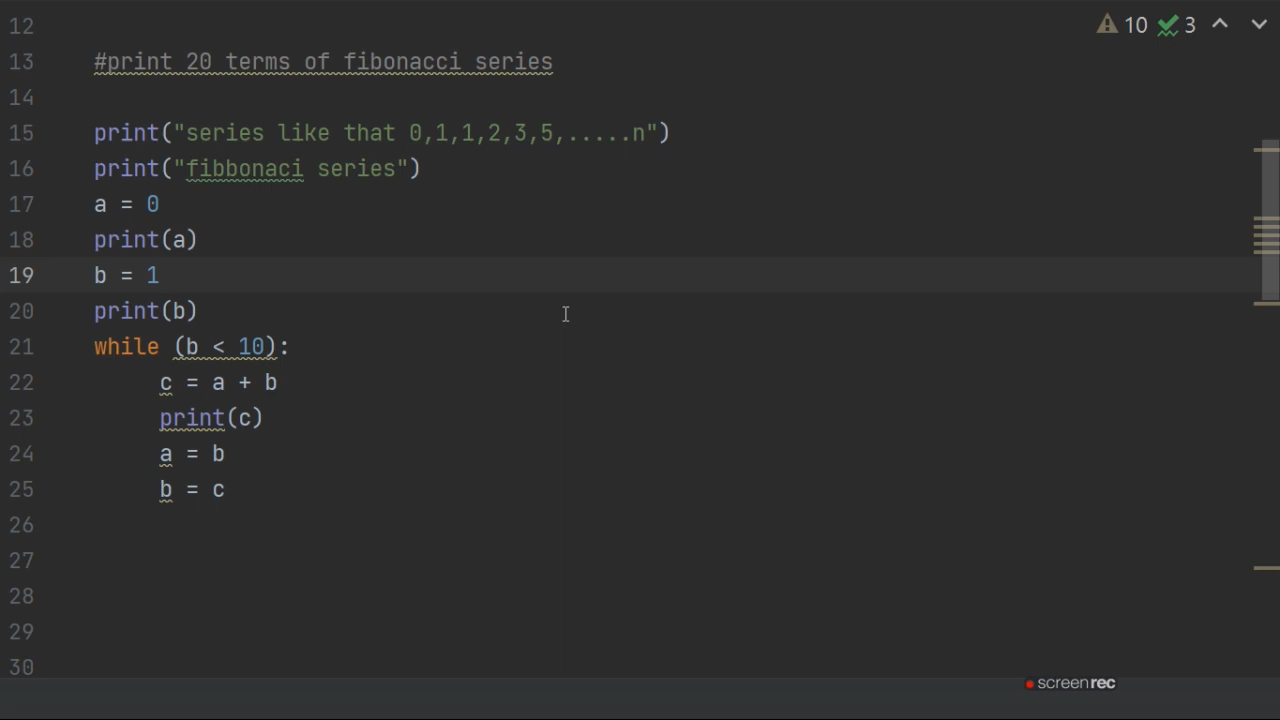 10 3
12
13 #print 20 terms of fibonacci series
14
15 print("series like that 0,1,1,2,3,5,.....n")
16 print("fibbonaci series")
17 a = 0
18 print(a)
19 b = 1
20 print(b)
21 while (b < 10):
22 c = a + b
23 print(c)
24 a = b
25 b = c
26
27
28
29
30
screenrec